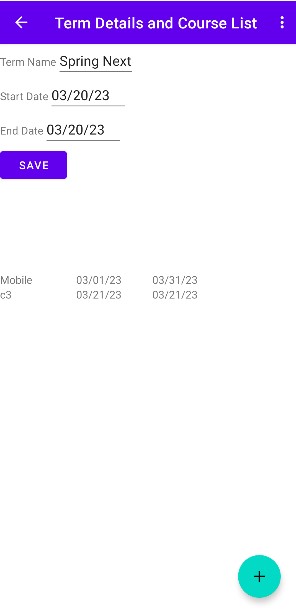 Term Details and Course List
Term Name Spring Next
Start Date 03/20/23
End Date 03/20/23
SAVE
Mobile 03/01/23 03/31/23
c3 03/21/23 03/21/23